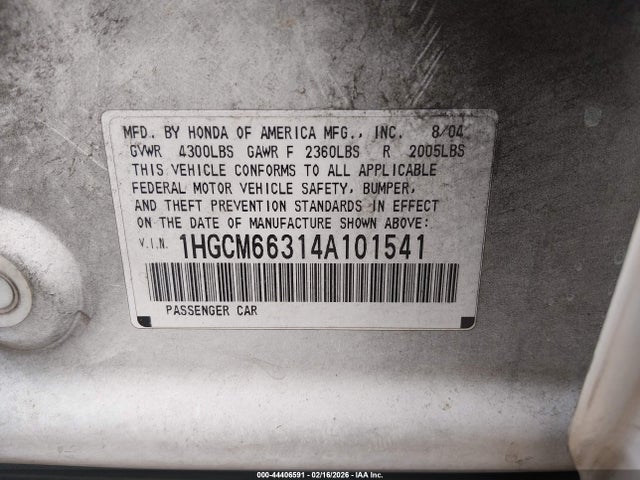 MFD. BY HONDA OF AMERICA MFG., INC. 8/04
GVWR 4300LBS GAWR F 2360LBS R 2005LBS
THIS VEHICLE CONFORMS TO ALL APPLICABLE
FEDERAL MOTOR VEHICLE SAFETY, BUMPER,
AND THEFT PREVENTION STANDARDS IN EFFECT
ON THE DATE OF MANUFACTURE SHOWN ABOVE:
V.I.N. 1HGCM66314A101541
PASSENGER CAR
000-44406591 - 02/16/2026 - IAA Inc.